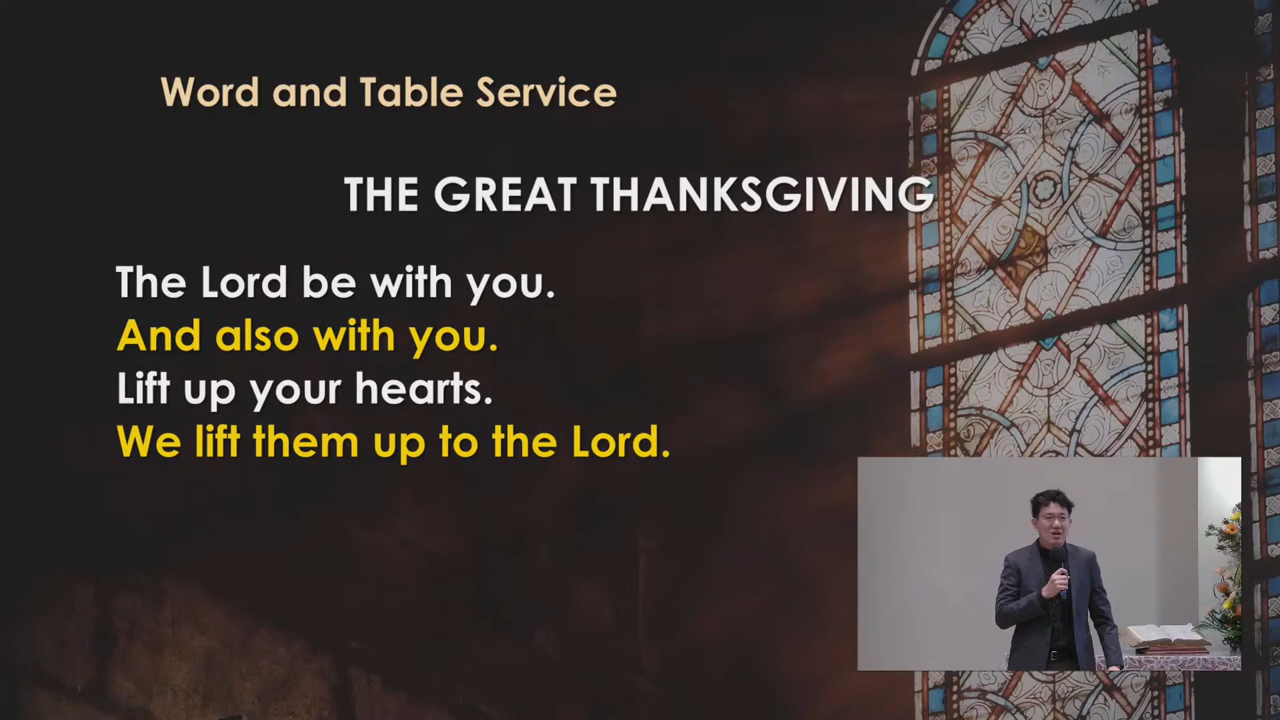 Word and Table Service
THE GREAT THANKSGIVING
The Lord be with you.
And also with you.
Lift up your hearts.
We lift them up to the Lord.